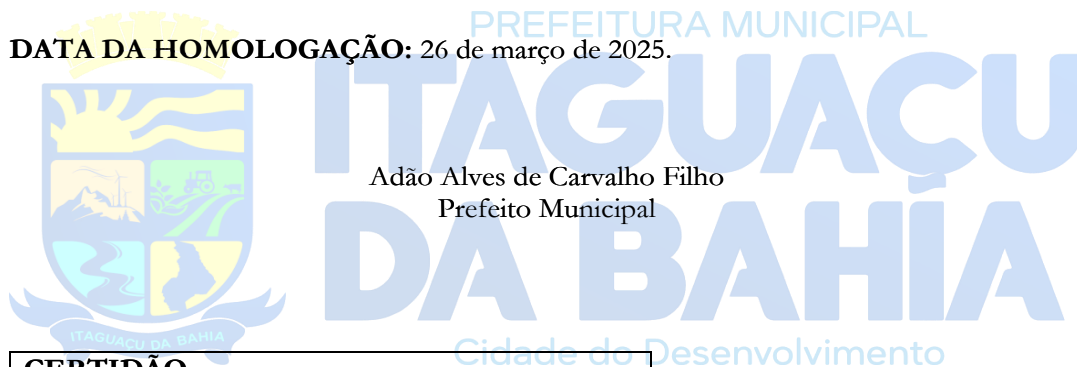 PREFEITURA MUNICIPAL
DATA DA HOMOLOGAÇÃO: 26 de março de 2025.
ITAGUAÇU
DA BAHIA
Adão Alves de Carvalho Filho
Prefeito Municipal
ITAGUAÇU DA BAHIA
Cidade do Desenvolvimento
CERTIDÃO